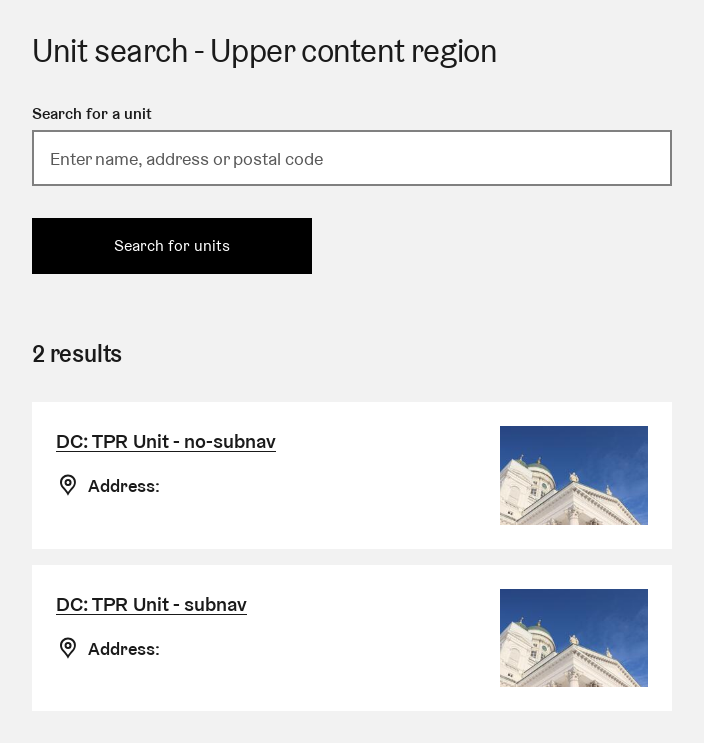 Unit search - Upper content region
Search for a unit
Enter name, address or postal code
Search for units
2 results
DC: TPR Unit - no-subnav
Address:
DC: TPR Unit - subnav
Address: